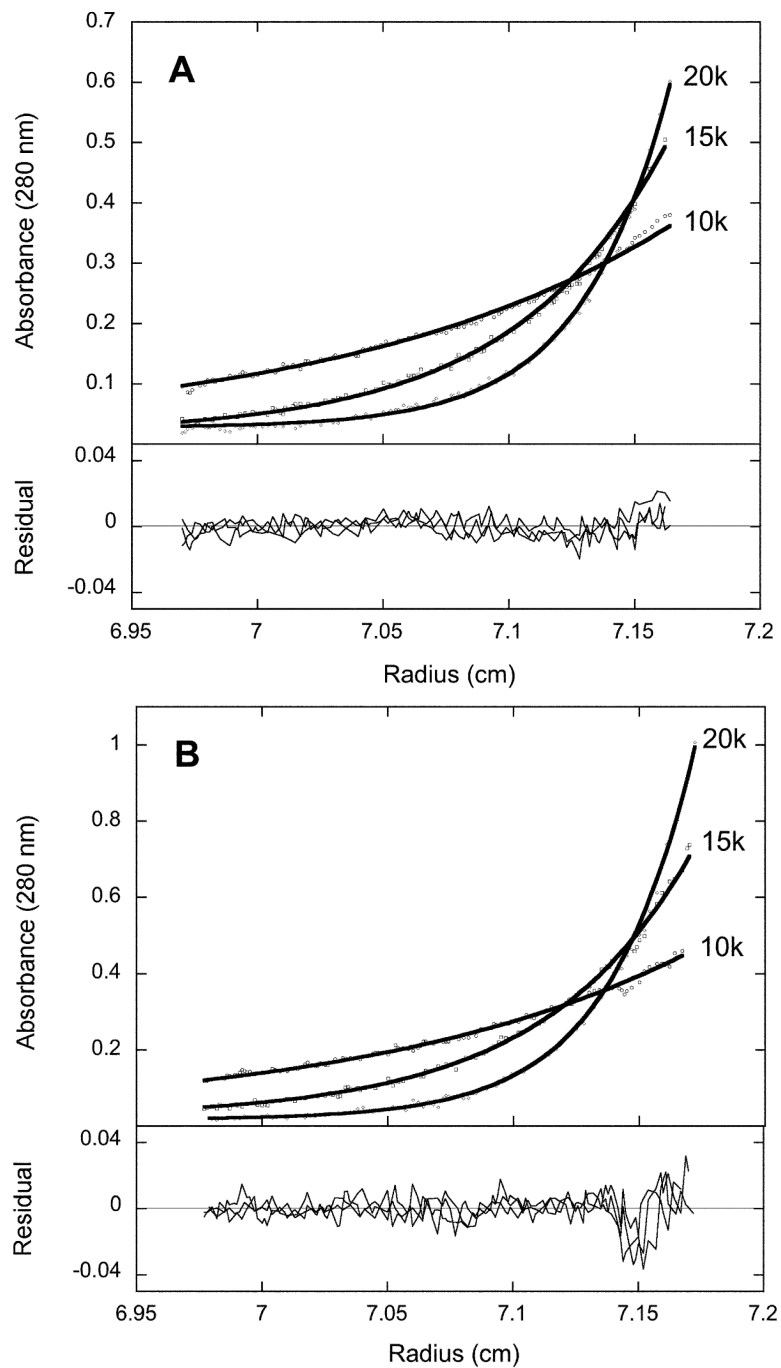 0.7
A
20k
0.6
15k
0.5
0.4
10k
0.3
0.2
0.1
Absorbance (280 nm)
0.04
0
-0.04
Residual
6.95
7
7.05
7.1
7.15
7.2
Radius (cm)
B
20k
1
15k
0.8
0.6
10k
0.4
0.2
Absorbance (280 nm)
0.04
0
-0.04
Residual
6.95
7
7.05
7.1
7.15
7.2
Radius (cm)